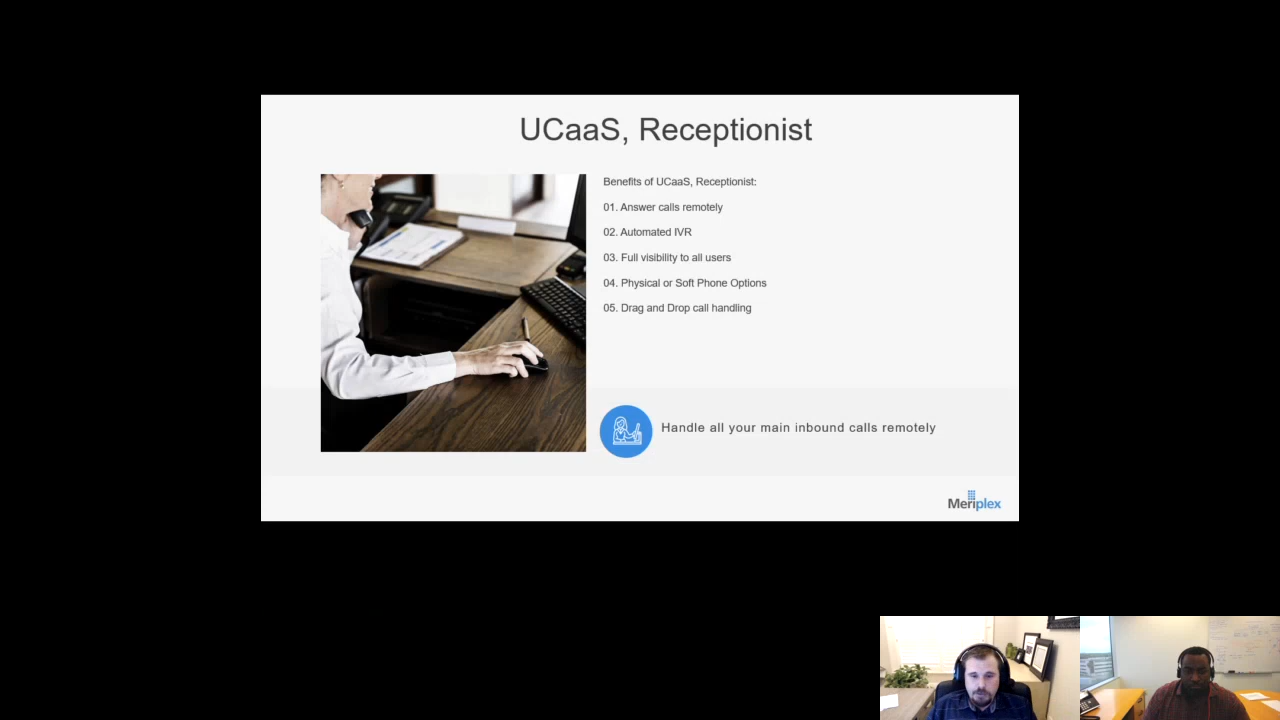 UCaaS, Receptionist
Benefits of UCaaS, Receptionist:
01. Answer calls remotely
02. Automated IVR
03. Full visibility to all users
04. Physical or Soft Phone Options
05. Drag and Drop call handling
Handle all your main inbound calls remotely
Meriplex